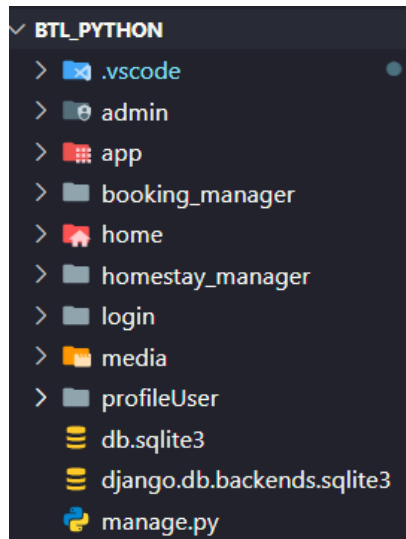 BTL_PYTHON
.vscode
admin
app
booking_manager
home
homestay_manager
login
media
profileUser
db.sqlite3
django.db.backends.sqlite3
manage.py